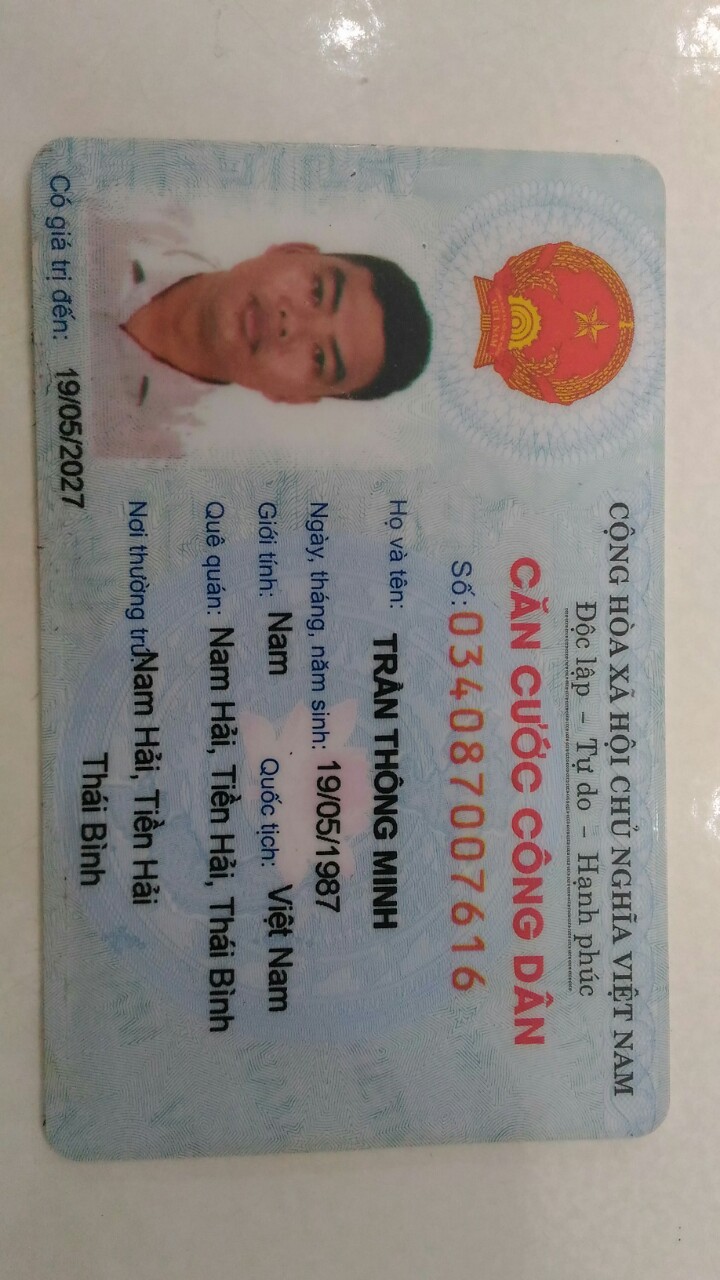 CỘNG HÒA XÃ HỘI CHỦ NGHĨA VIỆT NAM
Độc lập - Tự do - Hạnh phúc
CĂN CƯỚC CÔNG DÂN
Số: 034087007616
Họ và tên: TRẦN THÔNG MINH
Ngày, tháng, năm sinh: 19/05/1987
Giới tính: Nam Quốc tịch: Việt Nam
Quê quán: Nam Hải, Tiền Hải, Thái Bình
Nơi thường trú: Nam Hải, Tiền Hải
Thái Bình
Có giá trị đến: 19/05/2027
VIỆT NAM